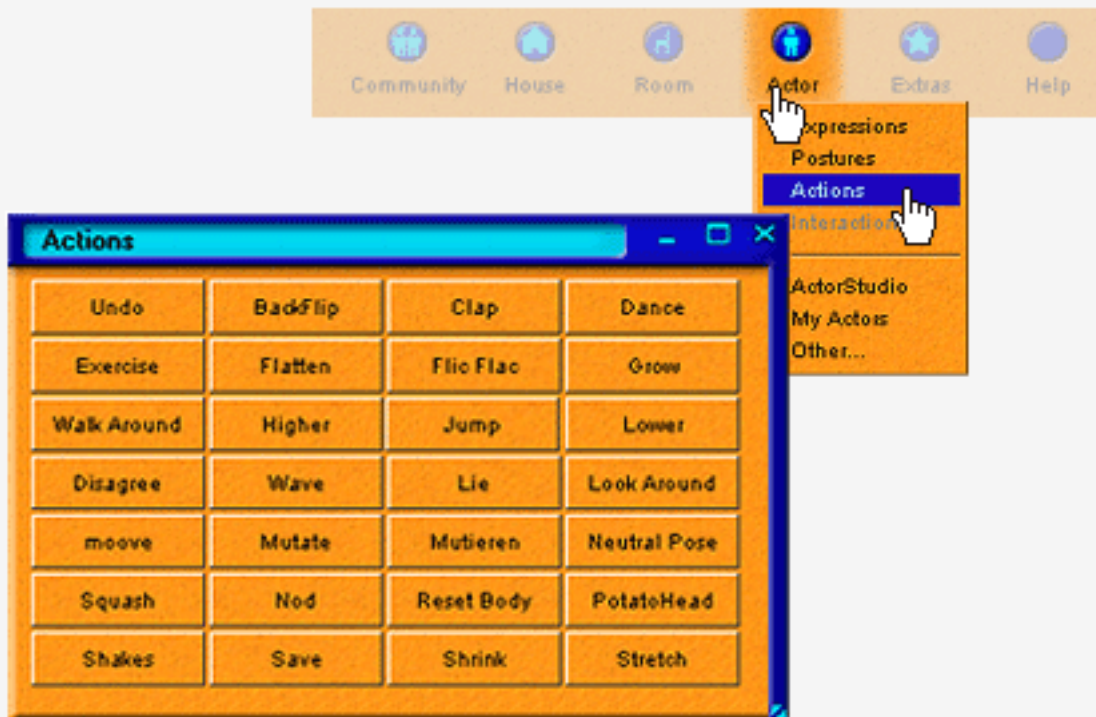 Community House Room Actor Extras Help
xpressions
Postures
Actions
Interaction
ActorStudio
My Actors
Other...
Actions
Undo BackFlip Clap Dance
Exercise Flatten Flic Flac Grow
Walk Around Higher Jump Lower
Disagree Wave Lie Look Around
moove Mutate Mutieren Neutral Pose
Squash Nod Reset Body PotatoHead
Shakes Save Shrink Stretch